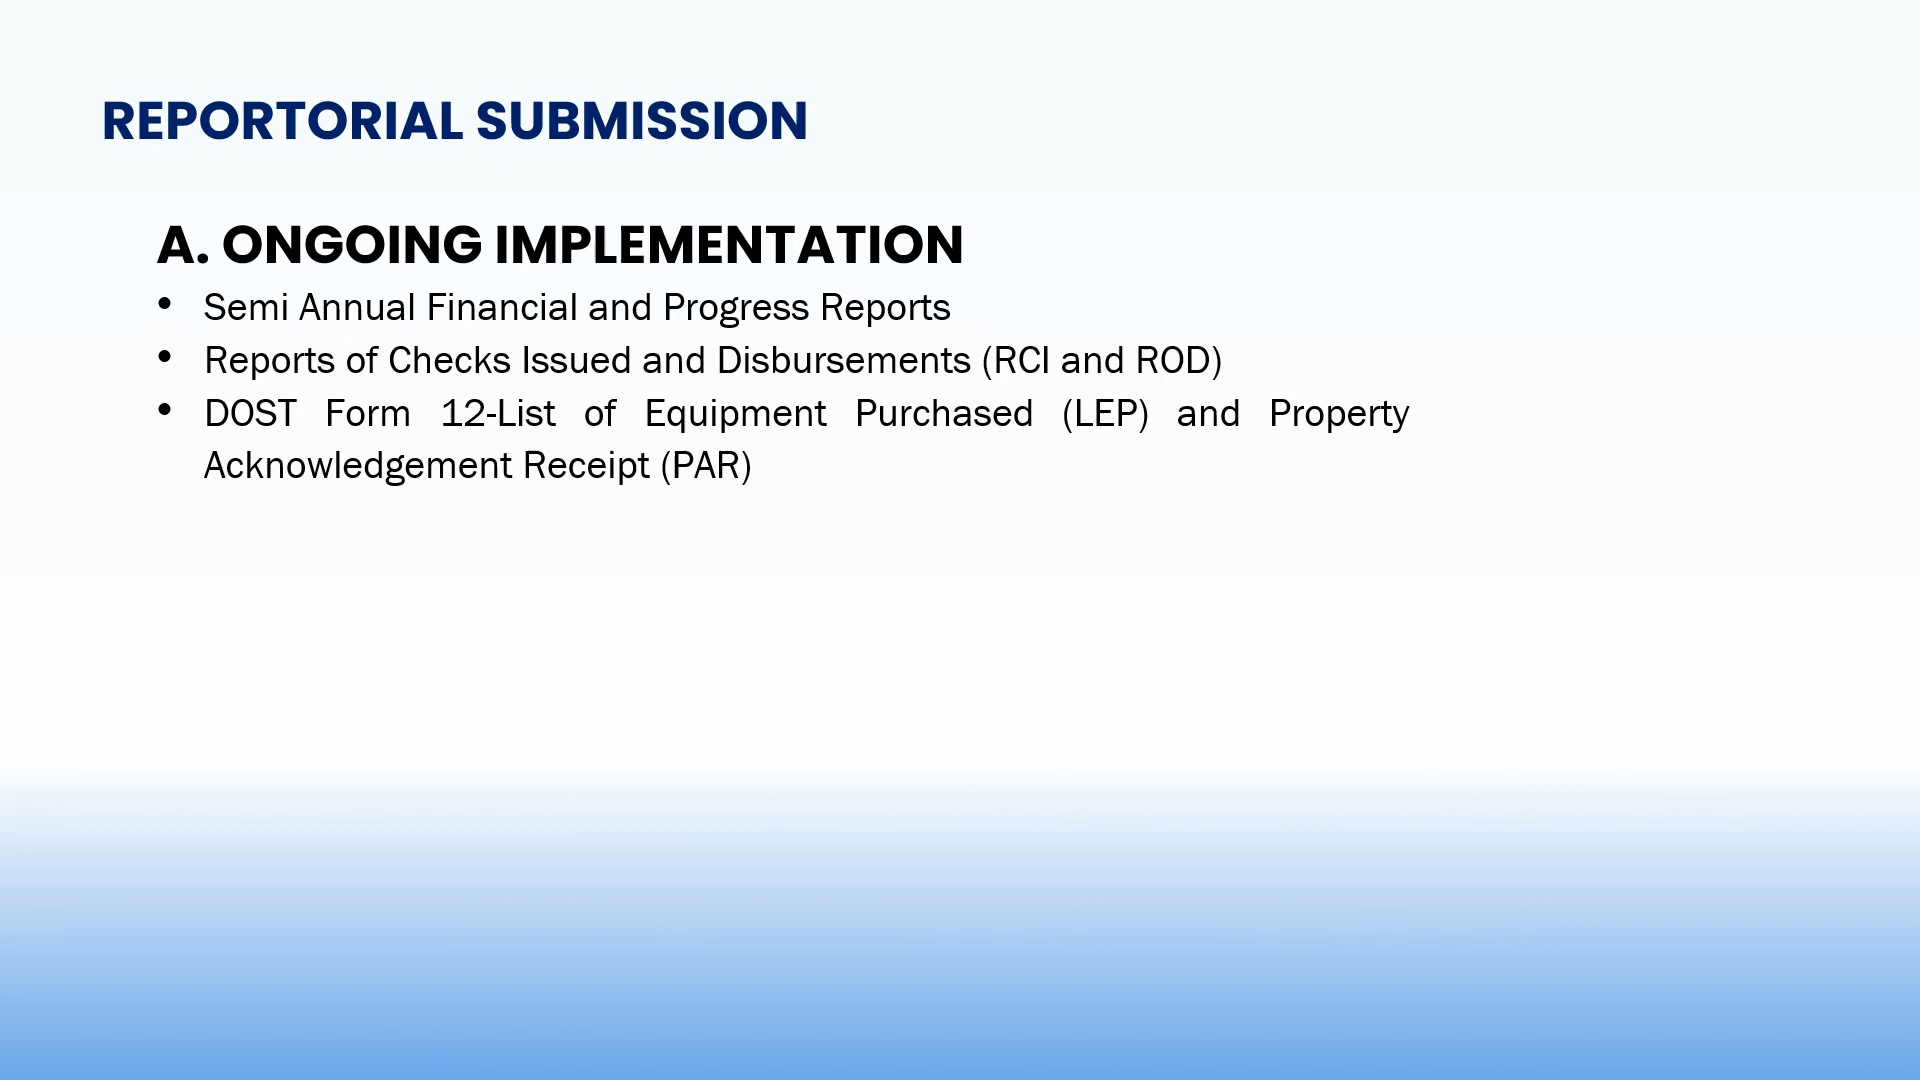 REPORTORIAL SUBMISSION
A. ONGOING IMPLEMENTATION
• Semi Annual Financial and Progress Reports
• Reports of Checks Issued and Disbursements (RCI and ROD)
• DOST Form 12-List of Equipment Purchased (LEP) and Property
Acknowledgement Receipt (PAR)